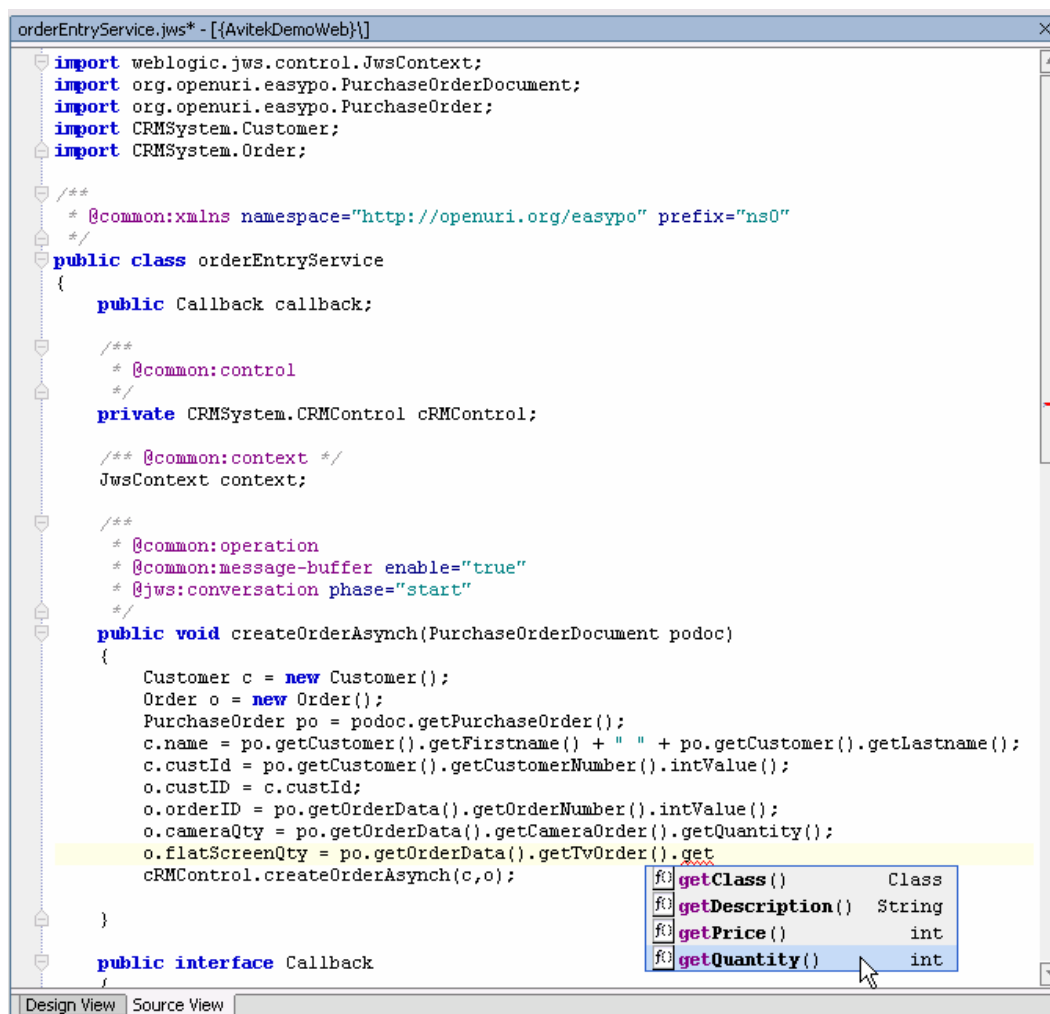 orderEntryService.jws* - [{AvitekDemoWeb}\]
import weblogic.jws.control.JwsContext;
import org.openuri.easypo.PurchaseOrderDocument;
import org.openuri.easypo.PurchaseOrder;
import CRMSystem.Customer;
import CRMSystem.Order;
/**
* @common:xmlns namespace="http://openuri.org/easypo" prefix="ns0"
*/
public class orderEntryService
{
public Callback callback;
/**
* @common:control
*/
private CRMSystem.CRMControl cRMControl;
/** @common:context */
JwsContext context;
/**
* @common:operation
* @common:message-buffer enable="true"
* @jws:conversation phase="start"
*/
public void createOrderAsynch(PurchaseOrderDocument podoc)
{
Customer c = new Customer();
Order o = new Order();
PurchaseOrder po = podoc.getPurchaseOrder();
c.name = po.getCustomer().getFirstname() + " " + po.getCustomer().getLastname();
c.custId = po.getCustomer().getCustomerNumber().intValue();
o.custID = c.custId;
o.orderID = po.getOrderData().getOrderNumber().intValue();
o.cameraQty = po.getOrderData().getCameraOrder().getQuantity();
o.flatScreenQty = po.getOrderData().getTvOrder().get
cRMControl.createOrderAsynch(c,o);
f() getClass() Class
f() getDescription() String
f() getPrice() int
f() getQuantity() int
}
public interface Callback
{
Design View Source View